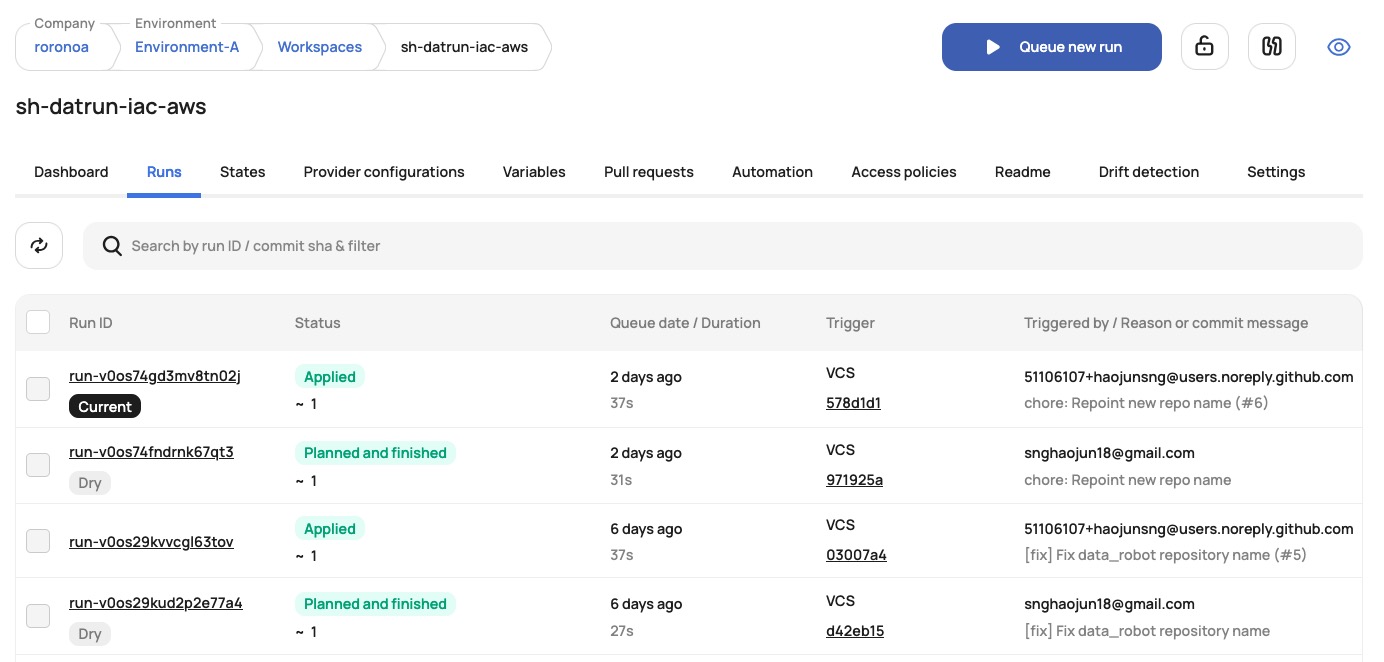 Company
Environment
roronoa
Environment-A
Workspaces
sh-datrun-iac-aws
Queue new run
sh-datrun-iac-aws
Dashboard
Runs
States
Provider configurations
Variables
Pull requests
Automation
Access policies
Readme
Drift detection
Settings
Search by run ID / commit sha & filter
Run ID
Status
Queue date / Duration
Trigger
Triggered by / Reason or commit message
run-v0os74gd3mv8tn02j
Current
Applied
~ 1
2 days ago
37s
VCS
578d1d1
51106107+haojunsng@users.noreply.github.com
chore: Repoint new repo name (#6)
run-v0os74fndrnk67qt3
Dry
Planned and finished
~ 1
2 days ago
31s
VCS
971925a
snghaojun18@gmail.com
chore: Repoint new repo name
run-v0os29kvvcgl63tov
Applied
~ 1
6 days ago
37s
VCS
03007a4
51106107+haojunsng@users.noreply.github.com
[fix] Fix data_robot repository name (#5)
run-v0os29kud2p2e77a4
Dry
Planned and finished
~ 1
6 days ago
27s
VCS
d42eb15
snghaojun18@gmail.com
[fix] Fix data_robot repository name